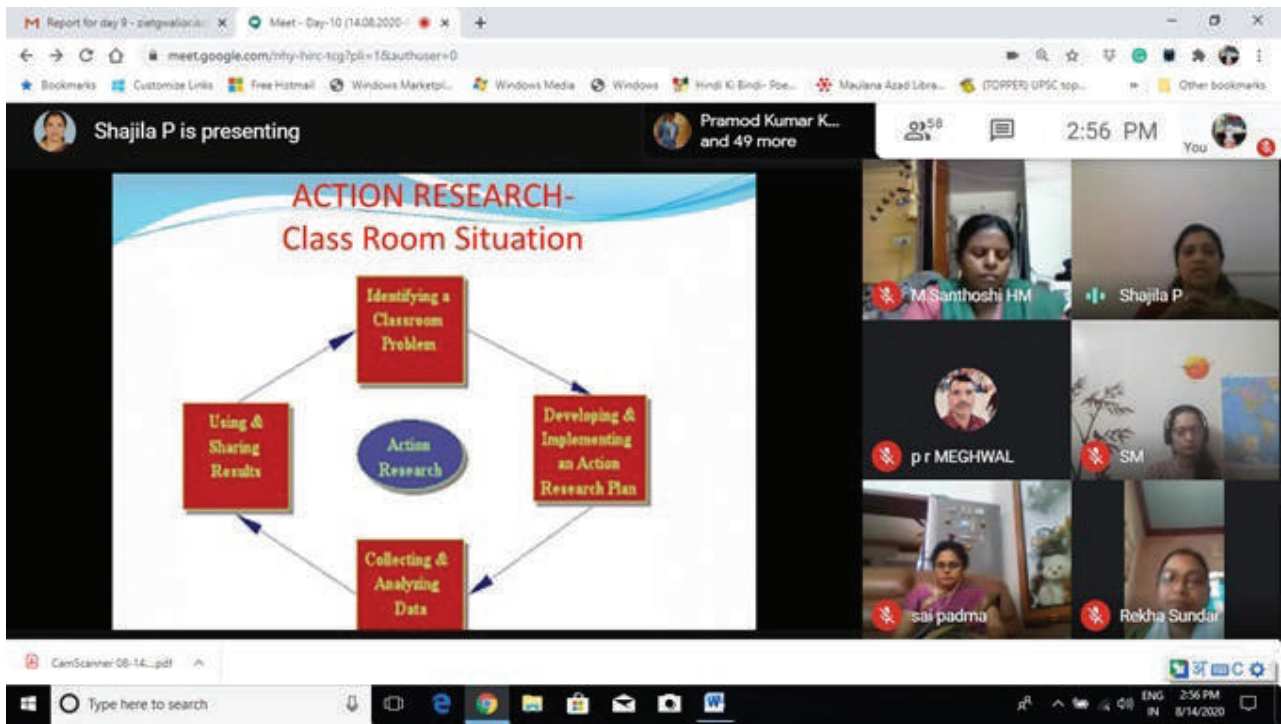 Report for day 9 - zietgwalior.
Meet - Day-10 (14.08.2020-
meet.google.com/nhy-hirc-tcg?pli=1&authuser=0
Bookmarks Customize Links Free Hotmail Windows Marketpl... Windows Media Windows Hindi Ki Bindi- Poe... Maulana Azad Libra... (TOPPER) UPSC top... Other bookmarks
Shajila P is presenting
Pramod Kumar K...
and 49 more
58
2:56 PM
You
ACTION RESEARCH-
Class Room Situation
Identifying a
Classroom
Problem
Developing &
Implementing
an Action
Research Plan
Collecting &
Analyzing
Data
Using &
Sharing
Results
Action
Research
M Santhoshi HM
Shajila P
p r MEGHWAL
SM
sai padma
Rekha Sundar
CamScanner 08-14....pdf
अ C
Type here to search
ENG
IN
2:56 PM
8/14/2020